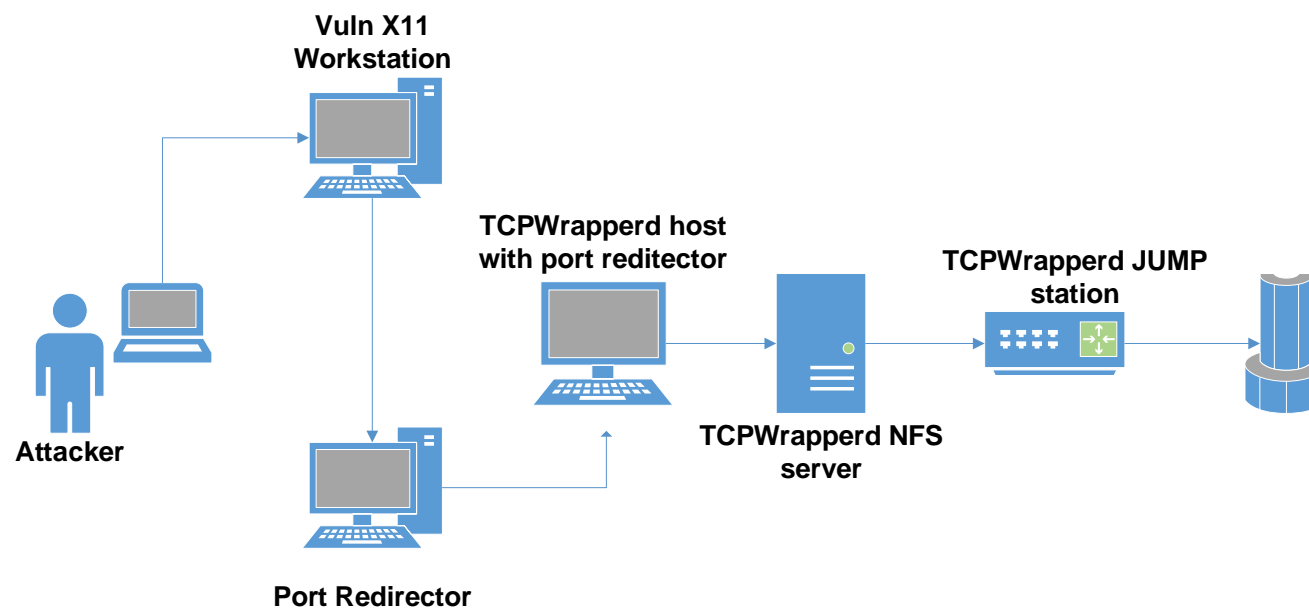 Vuln X11
Workstation
TCPWrapperd host
with port reditector
TCPWrapperd JUMP
station
Attacker
TCPWrapperd NFS
server
Port Redirector